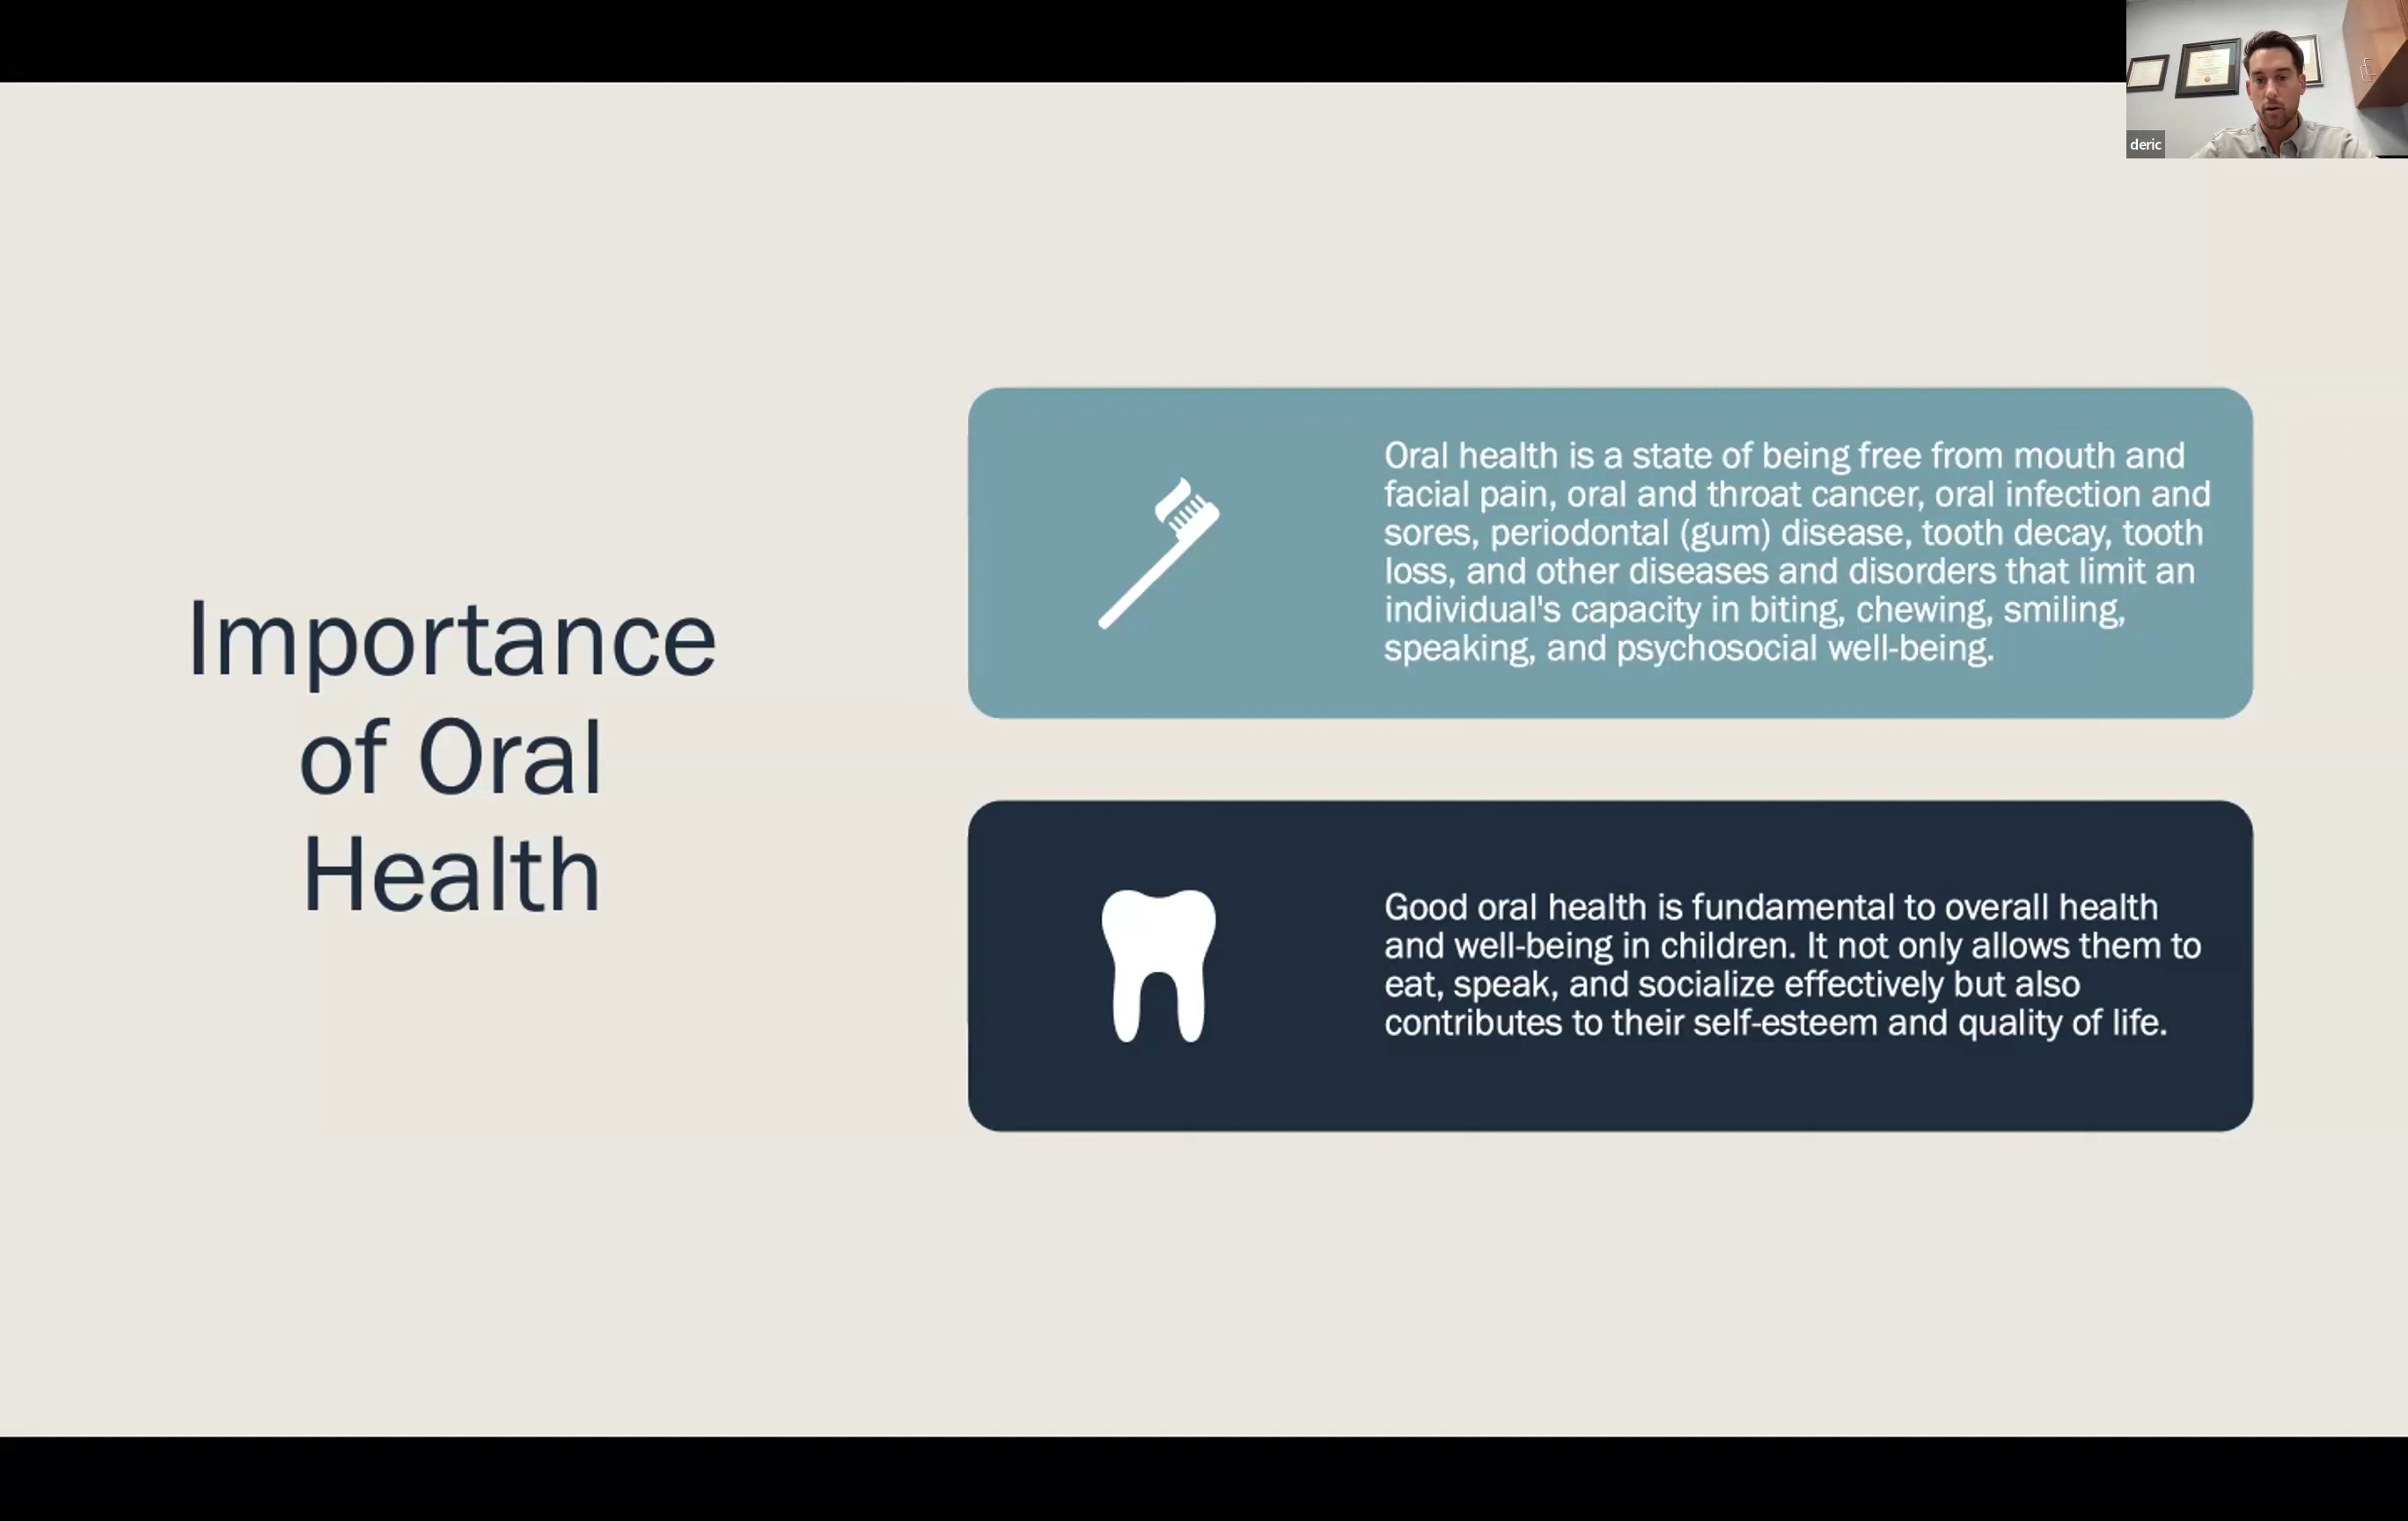 deric
Importance
of Oral
Health
Oral health is a state of being free from mouth and
facial pain, oral and throat cancer, oral infection and
sores, periodontal (gum) disease, tooth decay, tooth
loss, and other diseases and disorders that limit an
individual's capacity in biting, chewing, smiling,
speaking, and psychosocial well-being.
Good oral health is fundamental to overall health
and well-being in children. It not only allows them to
eat, speak, and socialize effectively but also
contributes to their self-esteem and quality of life.